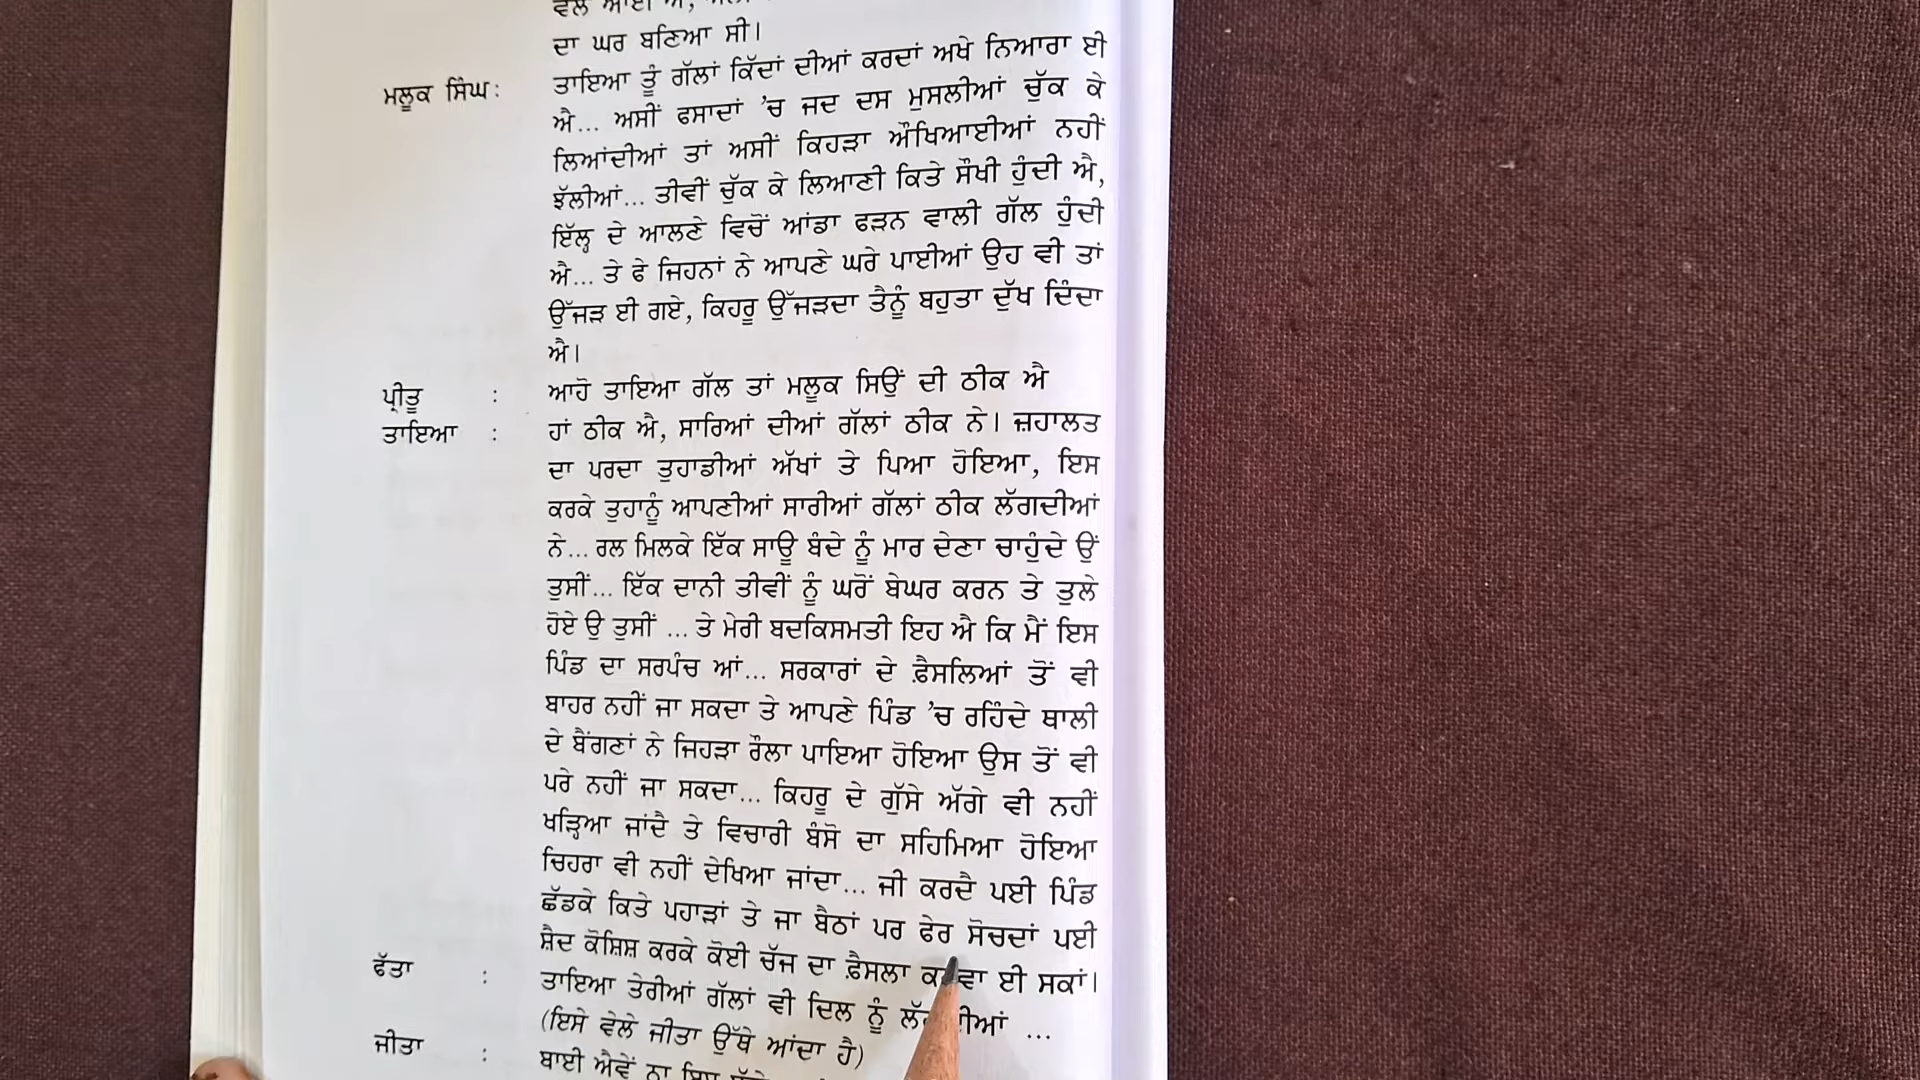 ਦਾ ਘਰ ਬਣਿਆ ਸੀ।
ਮਲੂਕ ਸਿੰਘ: ਤਾਇਆ ਤੂੰ ਗੱਲਾਂ ਕਿੱਦਾਂ ਦੀਆਂ ਕਰਦਾਂ ਅਖੇ ਨਿਆਰਾ ਈ
ਐ... ਅਸੀਂ ਫਸਾਦਾਂ ’ਚ ਜਦ ਦਸ ਮੁਸਲੀਆਂ ਚੁੱਕ ਕੇ
ਲਿਆਂਦੀਆਂ ਤਾਂ ਅਸੀਂ ਕਿਹੜਾ ਔਖਿਆਈਆਂ ਨਹੀਂ
ਝੱਲੀਆਂ... ਤੀਵੀਂ ਚੁੱਕ ਕੇ ਲਿਆਣੀ ਕਿਤੇ ਸੌਖੀ ਹੁੰਦੀ ਐ,
ਇੱਲ੍ਹ ਦੇ ਆਲਣੇ ਵਿਚੋਂ ਆਂਡਾ ਫੜਨ ਵਾਲੀ ਗੱਲ ਹੁੰਦੀ
ਐ... ਤੇ ਫੇ ਜਿਹਨਾਂ ਨੇ ਆਪਣੇ ਘਰੇ ਪਾਈਆਂ ਉਹ ਵੀ ਤਾਂ
ਉੱਜੜ ਈ ਗਏ, ਕਿਹਰੂ ਉੱਜੜਦਾ ਤੈਨੂੰ ਬਹੁਤਾ ਦੁੱਖ ਦਿੰਦਾ
ਐ।
ਪ੍ਰੀਤੂ : ਆਹੋ ਤਾਇਆ ਗੱਲ ਤਾਂ ਮਲੂਕ ਸਿਉਂ ਦੀ ਠੀਕ ਐ
ਤਾਇਆ : ਹਾਂ ਠੀਕ ਐ, ਸਾਰਿਆਂ ਦੀਆਂ ਗੱਲਾਂ ਠੀਕ ਨੇ। ਜ਼ਹਾਲਤ
ਦਾ ਪਰਦਾ ਤੁਹਾਡੀਆਂ ਅੱਖਾਂ ਤੇ ਪਿਆ ਹੋਇਆ, ਇਸ
ਕਰਕੇ ਤੁਹਾਨੂੰ ਆਪਣੀਆਂ ਸਾਰੀਆਂ ਗੱਲਾਂ ਠੀਕ ਲੱਗਦੀਆਂ
ਨੇ... ਰਲ ਮਿਲਕੇ ਇੱਕ ਸਾਊ ਬੰਦੇ ਨੂੰ ਮਾਰ ਦੇਣਾ ਚਾਹੁੰਦੇ ਉਂ
ਤੁਸੀਂ... ਇੱਕ ਦਾਨੀ ਤੀਵੀਂ ਨੂੰ ਘਰੋਂ ਬੇਘਰ ਕਰਨ ਤੇ ਤੁਲੇ
ਹੋਏ ਉ ਤੁਸੀਂ ... ਤੇ ਮੇਰੀ ਬਦਕਿਸਮਤੀ ਇਹ ਐ ਕਿ ਮੈਂ ਇਸ
ਪਿੰਡ ਦਾ ਸਰਪੰਚ ਆਂ... ਸਰਕਾਰਾਂ ਦੇ ਫ਼ੈਸਲਿਆਂ ਤੋਂ ਵੀ
ਬਾਹਰ ਨਹੀਂ ਜਾ ਸਕਦਾ ਤੇ ਆਪਣੇ ਪਿੰਡ ’ਚ ਰਹਿੰਦੇ ਥਾਲੀ
ਦੇ ਬੈਂਗਣਾਂ ਨੇ ਜਿਹੜਾ ਰੌਲਾ ਪਾਇਆ ਹੋਇਆ ਉਸ ਤੋਂ ਵੀ
ਪਰੇ ਨਹੀਂ ਜਾ ਸਕਦਾ... ਕਿਹਰੂ ਦੇ ਗੁੱਸੇ ਅੱਗੇ ਵੀ ਨਹੀਂ
ਖੜ੍ਹਿਆ ਜਾਂਦੈ ਤੇ ਵਿਚਾਰੀ ਬੰਸੋ ਦਾ ਸਹਿਮਿਆ ਹੋਇਆ
ਚਿਹਰਾ ਵੀ ਨਹੀਂ ਦੇਖਿਆ ਜਾਂਦਾ... ਜੀ ਕਰਦੈ ਪਈ ਪਿੰਡ
ਛੱਡਕੇ ਕਿਤੇ ਪਹਾੜਾਂ ਤੇ ਜਾ ਬੈਠਾਂ ਪਰ ਫੇਰ ਸੋਚਦਾਂ ਪਈ
ਸ਼ੈਦ ਕੋਸ਼ਿਸ਼ ਕਰਕੇ ਕੋਈ ਚੱਜ ਦਾ ਫ਼ੈਸਲਾ ਈ ਸਕਾਂ।
ਫੱਤਾ : ਤਾਇਆ ਤੇਰੀਆਂ ਗੱਲਾਂ ਵੀ ਦਿਲ ਨੂੰ ...
(ਇਸੇ ਵੇਲੇ ਜੀਤਾ ਉੱਥੇ ਆਂਦਾ ਹੈ)
ਜੀਤਾ : ਬਾਈ ਐਵੇਂ ਨਾ